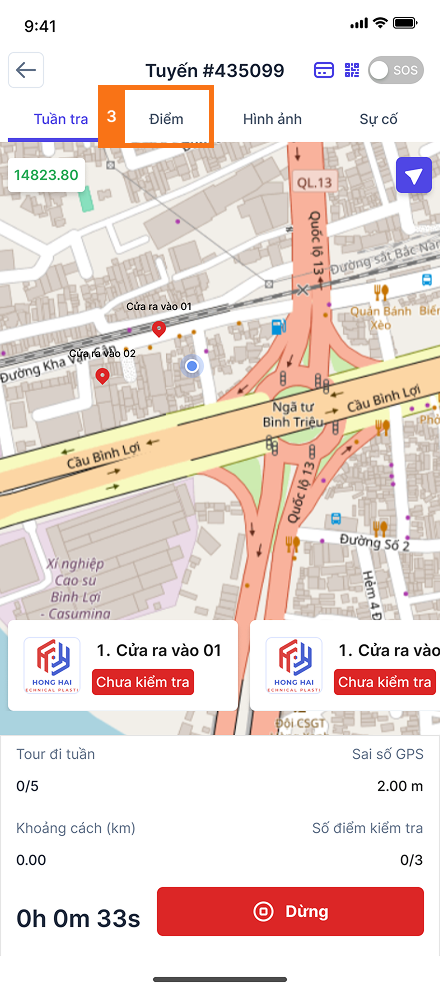 9:41
Tuyến #435099
SOS
Tuần tra
3
Điểm
Hình ảnh
Sự cố
14823.80
QL.13
Quốc lộ 13
Đường sắt Bắc Nam
Cửa ra vào 01
Quán Bánh Xèo
Cửa ra vào 02
Đường Kha Vạn Cân
Cầu Bình Lợi
Ngã tư
Bình Triệu
Cầu Bình Lợi
Quốc lộ 13
Đường Số 2
Xí nghiệp
Cao su
Bình Lợi
- Casumina
Hẻm 4 Đ
1. Cửa ra vào 01
HONG HAI
ECHNICAL PLASTI
Chưa kiểm tra
1. Cửa ra vào
HONG HAI
ECHNICAL PLASTI
Chưa kiểm tra
Đội CSGT
Tour đi tuần
Sai số GPS
0/5
2.00 m
Khoảng cách (km)
Số điểm kiểm tra
0.00
0/3
0h 0m 33s
Dừng